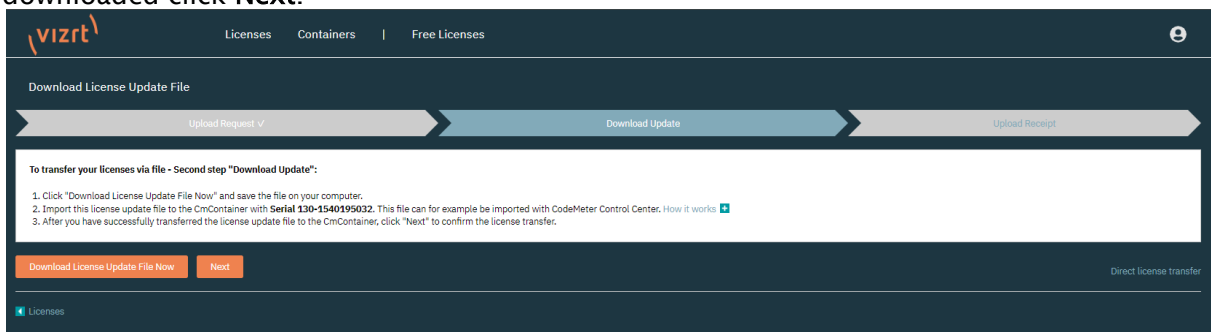 downloaded click Next.
vizrt
Licenses Containers | Free Licenses
Download License Update File
Upload Request √ Download Update Upload Receipt
To transfer your licenses via file - Second step "Download Update":
1. Click "Download License Update File Now" and save the file on your computer.
2. Import this license update file to the CmContainer with Serial 130-1540195032. This file can for example be imported with CodeMeter Control Center. How it works +
3. After you have successfully transferred the license update file to the CmContainer, click "Next" to confirm the license transfer.
Download License Update File Now Next Direct license transfer
Licenses